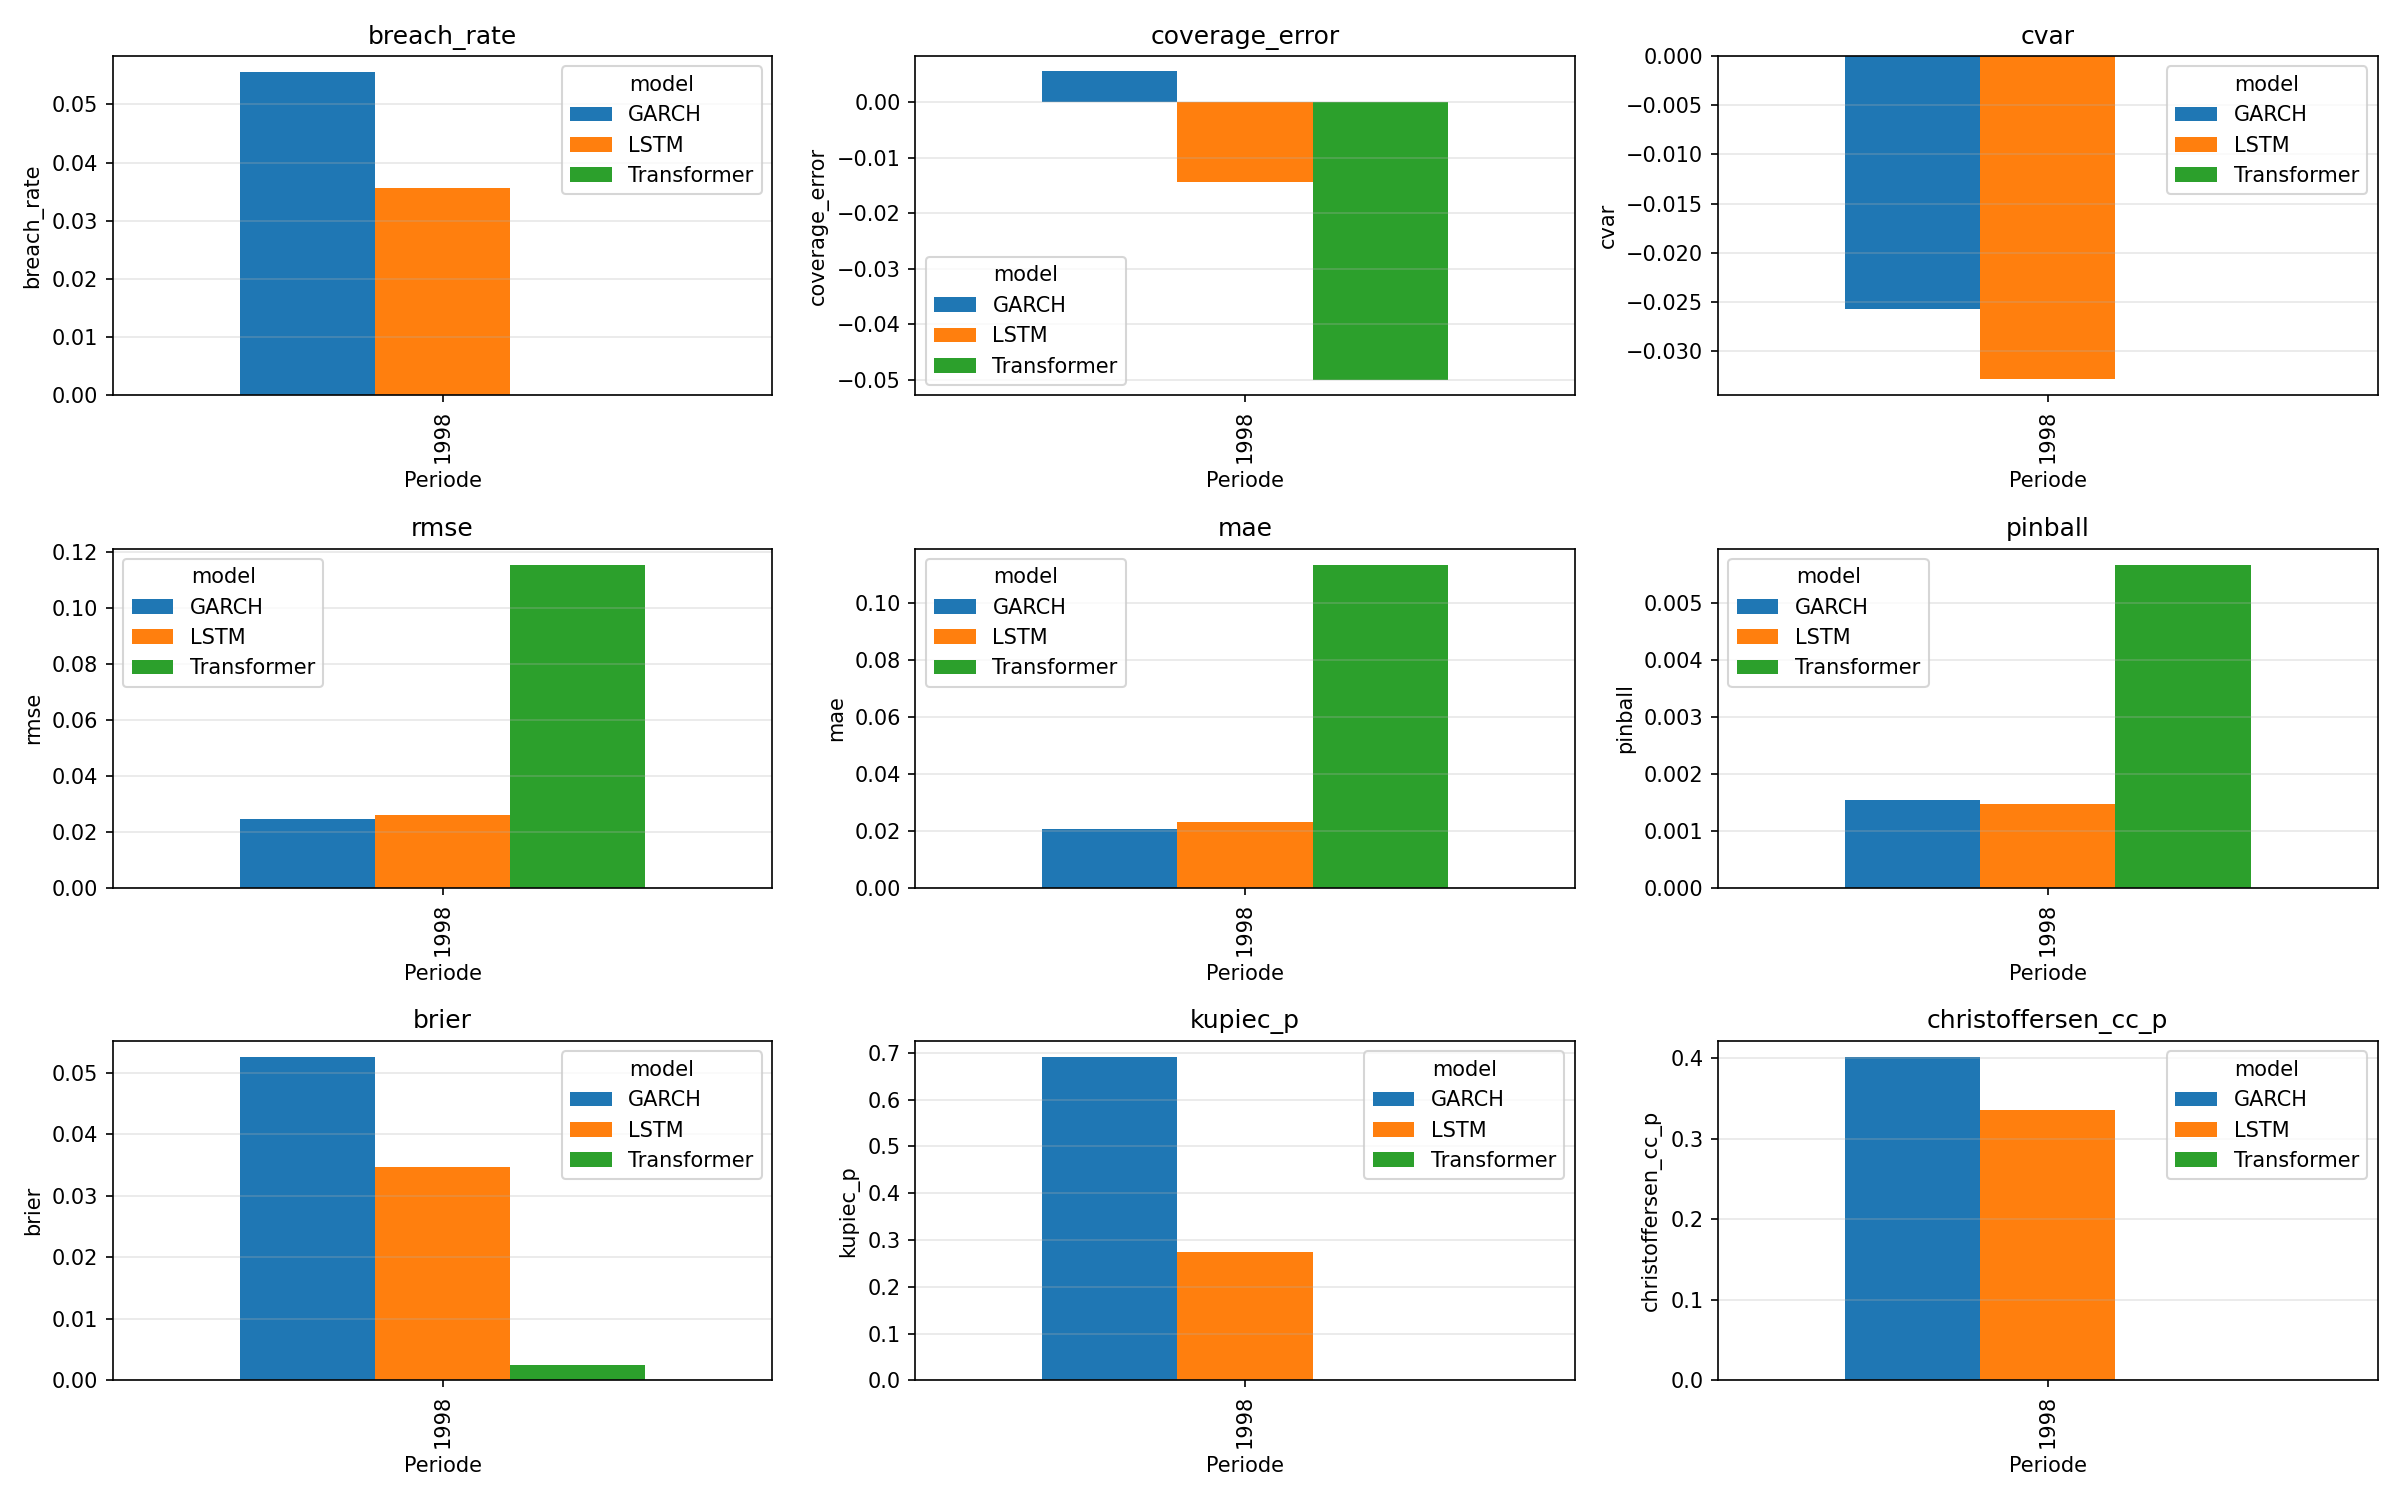 breach_rate
breach_rate
0.05
0.04
0.03
0.02
0.01
0.00
model
GARCH
LSTM
Transformer
1998
Periode
coverage_error
coverage_error
0.00
−0.01
−0.02
−0.03
−0.04
−0.05
model
GARCH
LSTM
Transformer
1998
Periode
cvar
cvar
0.000
−0.005
−0.010
−0.015
−0.020
−0.025
−0.030
model
GARCH
LSTM
Transformer
1998
Periode
rmse
rmse
0.12
0.10
0.08
0.06
0.04
0.02
0.00
model
GARCH
LSTM
Transformer
1998
Periode
mae
mae
0.10
0.08
0.06
0.04
0.02
0.00
model
GARCH
LSTM
Transformer
1998
Periode
pinball
pinball
0.005
0.004
0.003
0.002
0.001
0.000
model
GARCH
LSTM
Transformer
1998
Periode
brier
brier
0.05
0.04
0.03
0.02
0.01
0.00
model
GARCH
LSTM
Transformer
1998
Periode
kupiec_p
kupiec_p
0.7
0.6
0.5
0.4
0.3
0.2
0.1
0.0
model
GARCH
LSTM
Transformer
1998
Periode
christoffersen_cc_p
christoffersen_cc_p
0.4
0.3
0.2
0.1
0.0
model
GARCH
LSTM
Transformer
1998
Periode